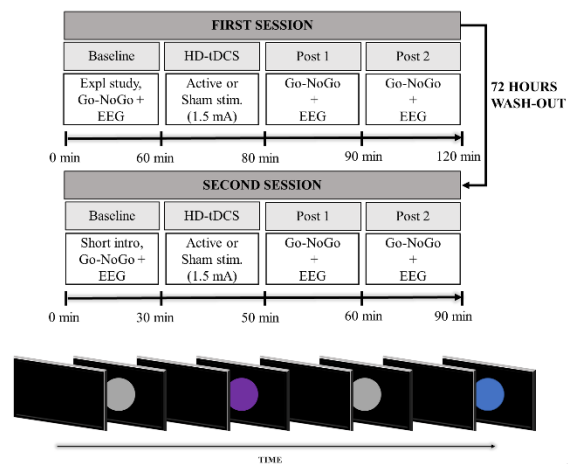 FIRST SESSION
Baseline
HD-tDCS
Post 1
Post 2
Expl study,
Go-NoGo +
EEG
Active or
Sham stim.
(1.5 mA)
Go-NoGo
+
EEG
Go-NoGo
+
EEG
72 HOURS
WASH-OUT
0 min
60 min
80 min
90 min
120 min
SECOND SESSION
Baseline
HD-tDCS
Post 1
Post 2
Short intro,
Go-NoGo +
EEG
Active or
Sham stim.
(1.5 mA)
Go-NoGo
+
EEG
Go-NoGo
+
EEG
0 min
30 min
50 min
60 min
90 min
TIME